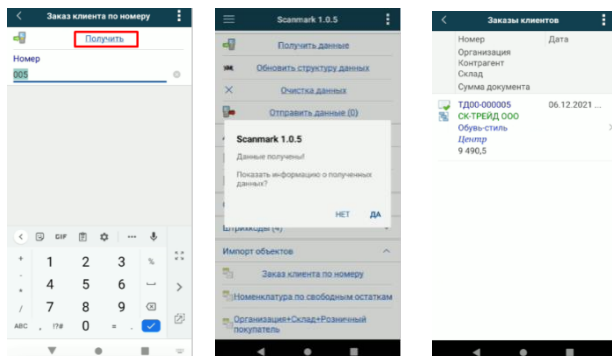 Заказ клиента по номеру
Получить
Номер
005
GIF
1 2 3 %
4 5 6
/ 7 8 9
ABC , !?# 0 = .
Scanmark 1.0.5
Получить данные
XML Обновить структуру данных
Очистка данных
Отправить данные (0)
Scanmark 1.0.5
Данные получены!
Показать информацию о полученных
данных?
НЕТ ДА
Штрихкоды (4)
Импорт объектов
Заказ клиента по номеру
Номенклатура по свободным остаткам
Организация+Склад+Розничный
покупатель
Заказы клиентов
Номер Дата
Организация
Контрагент
Склад
Сумма документа
ТД00-000005 06.12.2021 ...
СК-ТРЕЙД ООО
Обувь-стиль
Центр
9 490,5